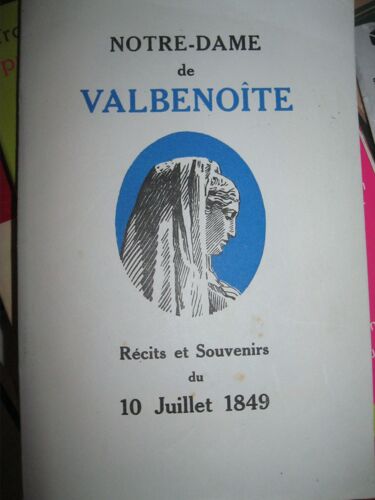 NOTRE-DAME
de
VALBENOÎTE
Récits et Souvenirs
du
10 Juillet 1849